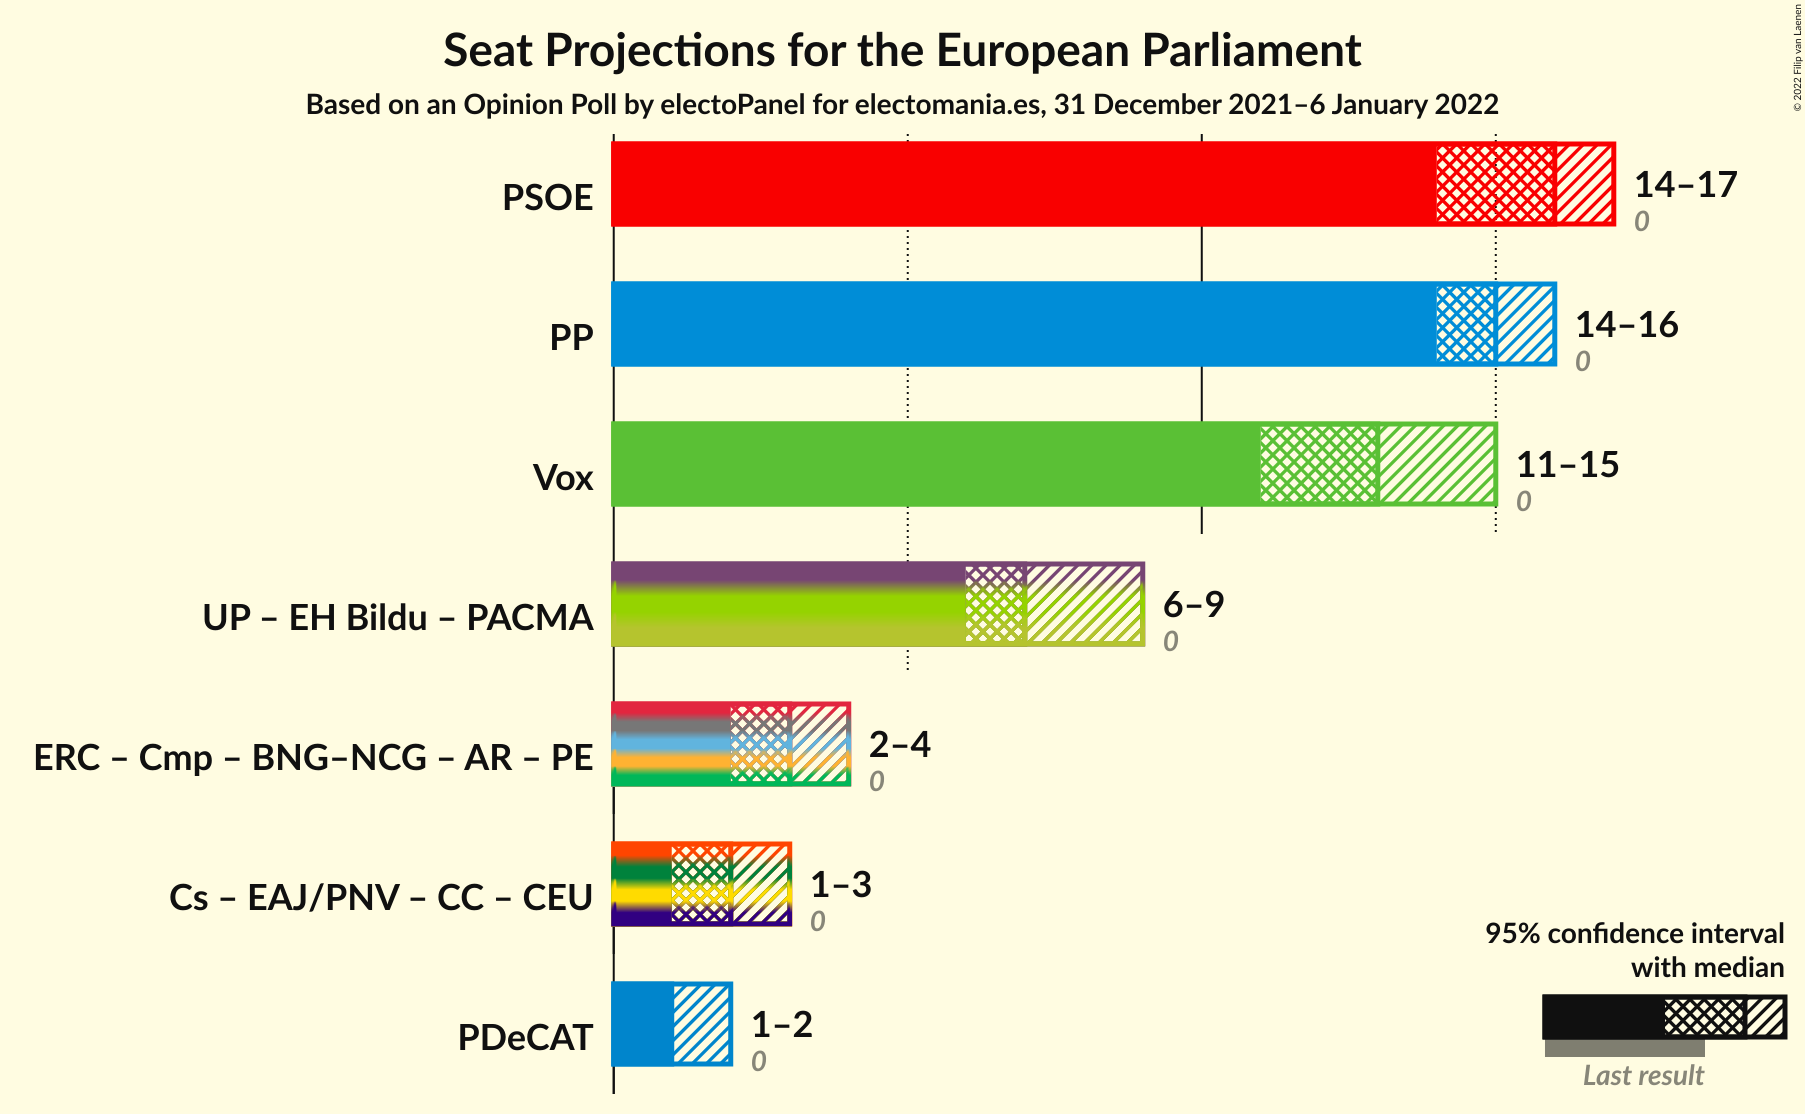 Seat Projections for the European Parliament
Based on an Opinion Poll by electoPanel for electomania.es, 31 December 2021–6 January 2022
© 2022 Filip van Laenen
PSOE
14–17
0
PP
14–16
0
Vox
11–15
0
UP – EH Bildu – PACMA
6–9
0
ERC – Cmp – BNG–NCG – AR – PE
2–4
0
Cs – EAJ/PNV – CC – CEU
1–3
0
PDeCAT
1–2
0
95% confidence interval
with median
Last result